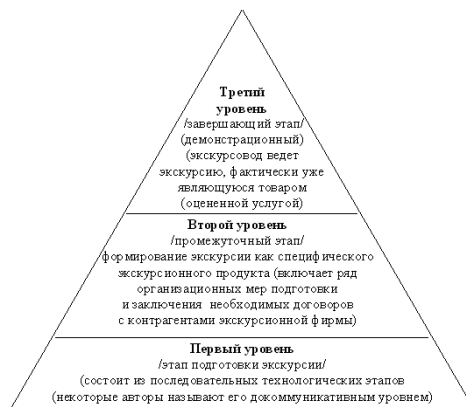 Третий
уровень
/завершающий этап/
(демонстрационный)
(экскурсовод ведет
экскурсию, фактически уже
являющуюся товаром
(оцененной услугой)
Второй уровень
/промежуточный этап/
формирование экскурсии как специфического
экскурсионного продукта (включает ряд
организационных мер подготовки
и заключения необходимых договоров
с контрагентами экскурсионной фирмы)
Первый уровень
/этап подготовки экскурсии/
(состоит из последовательных технологических этапов
(некоторые авторы называют его докоммуникативным уровнем)